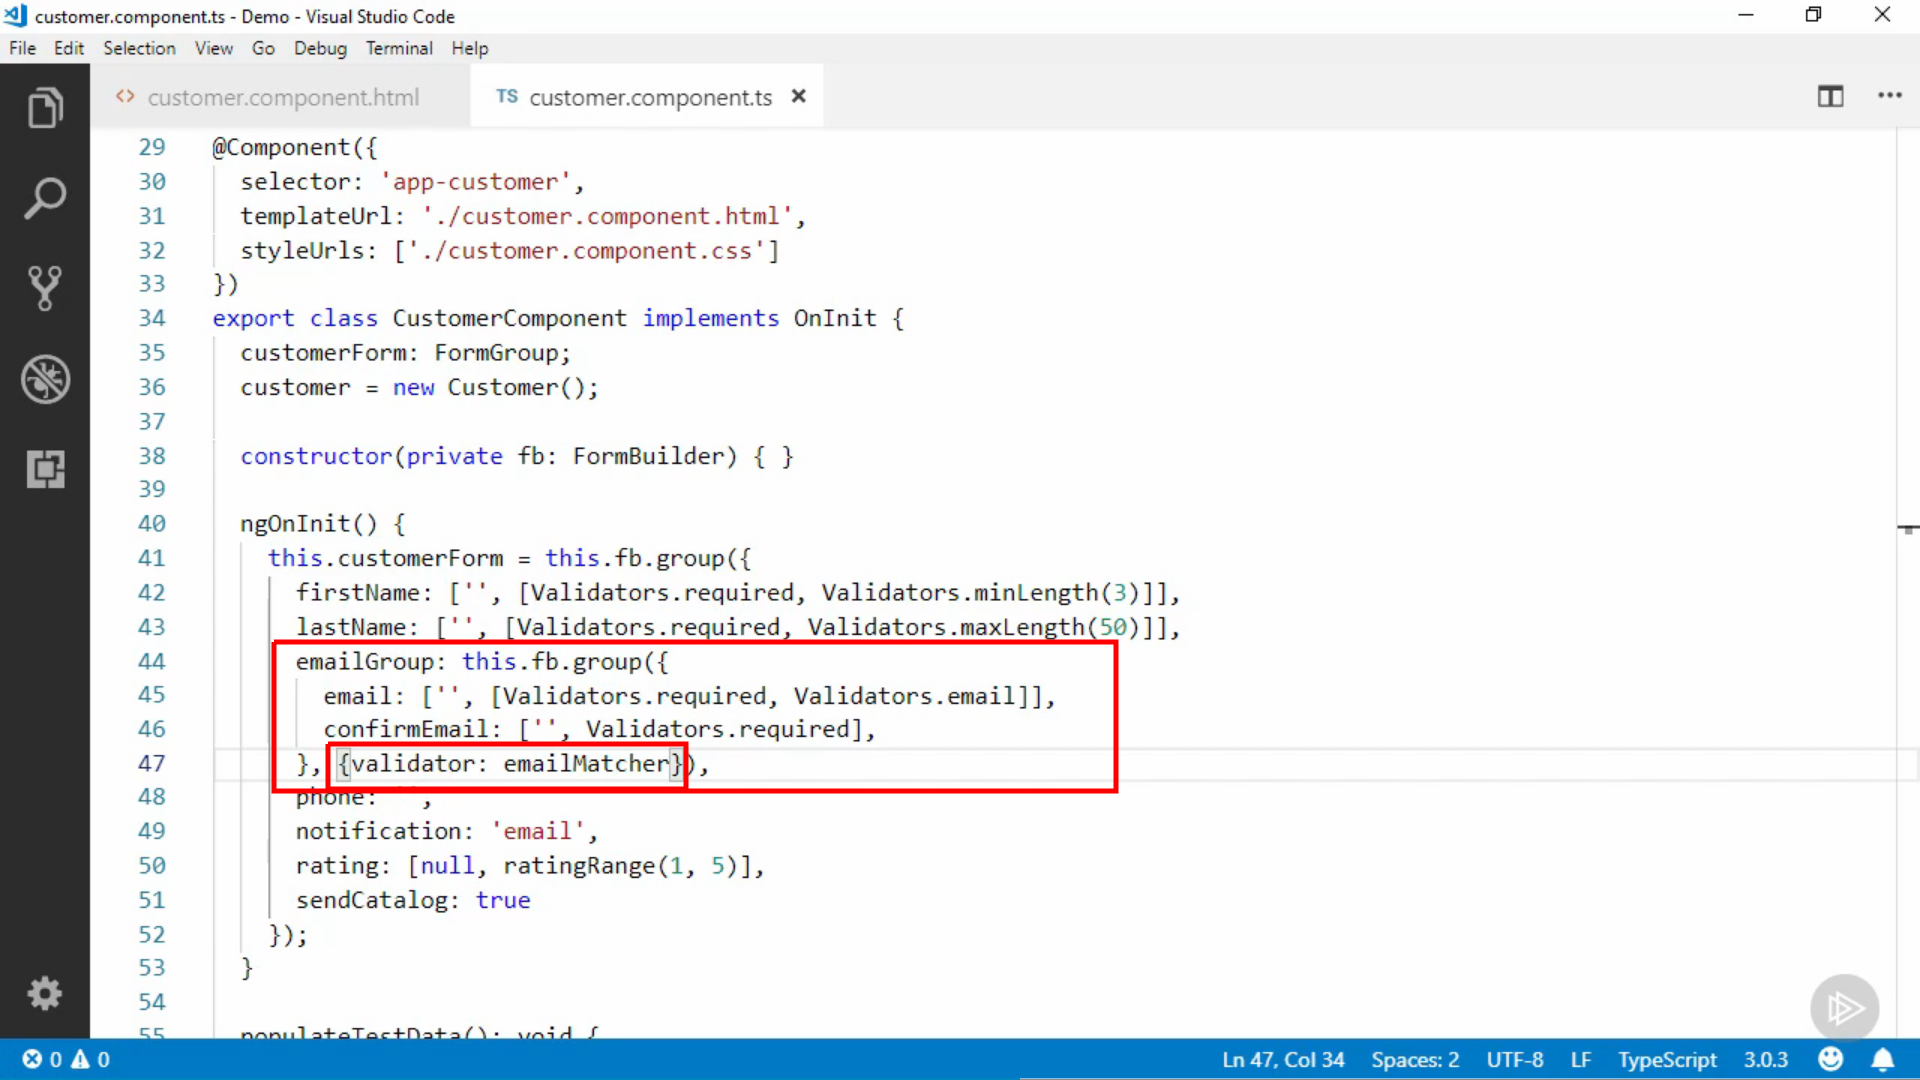 customer.component.ts - Demo - Visual Studio Code
File Edit Selection View Go Debug Terminal Help
<> customer.component.html TS customer.component.ts ×
29 @Component({
30 selector: 'app-customer',
31 templateUrl: './customer.component.html',
32 styleUrls: ['./customer.component.css']
33 })
34 export class CustomerComponent implements OnInit {
35 customerForm: FormGroup;
36 customer = new Customer();
37
38 constructor(private fb: FormBuilder) { }
39
40 ngOnInit() {
41 this.customerForm = this.fb.group({
42 firstName: ['', [Validators.required, Validators.minLength(3)]],
43 lastName: ['', [Validators.required, Validators.maxLength(50)]],
44 emailGroup: this.fb.group({
45 email: ['', [Validators.required, Validators.email]],
46 confirmEmail: ['', Validators.required],
47 }, {validator: emailMatcher}),
48 phone: '',
49 notification: 'email',
50 rating: [null, ratingRange(1, 5)],
51 sendCatalog: true
52 });
53 }
54
55 populateTestData(): void {
0 0 Ln 47, Col 34 Spaces: 2 UTF-8 LF TypeScript 3.0.3